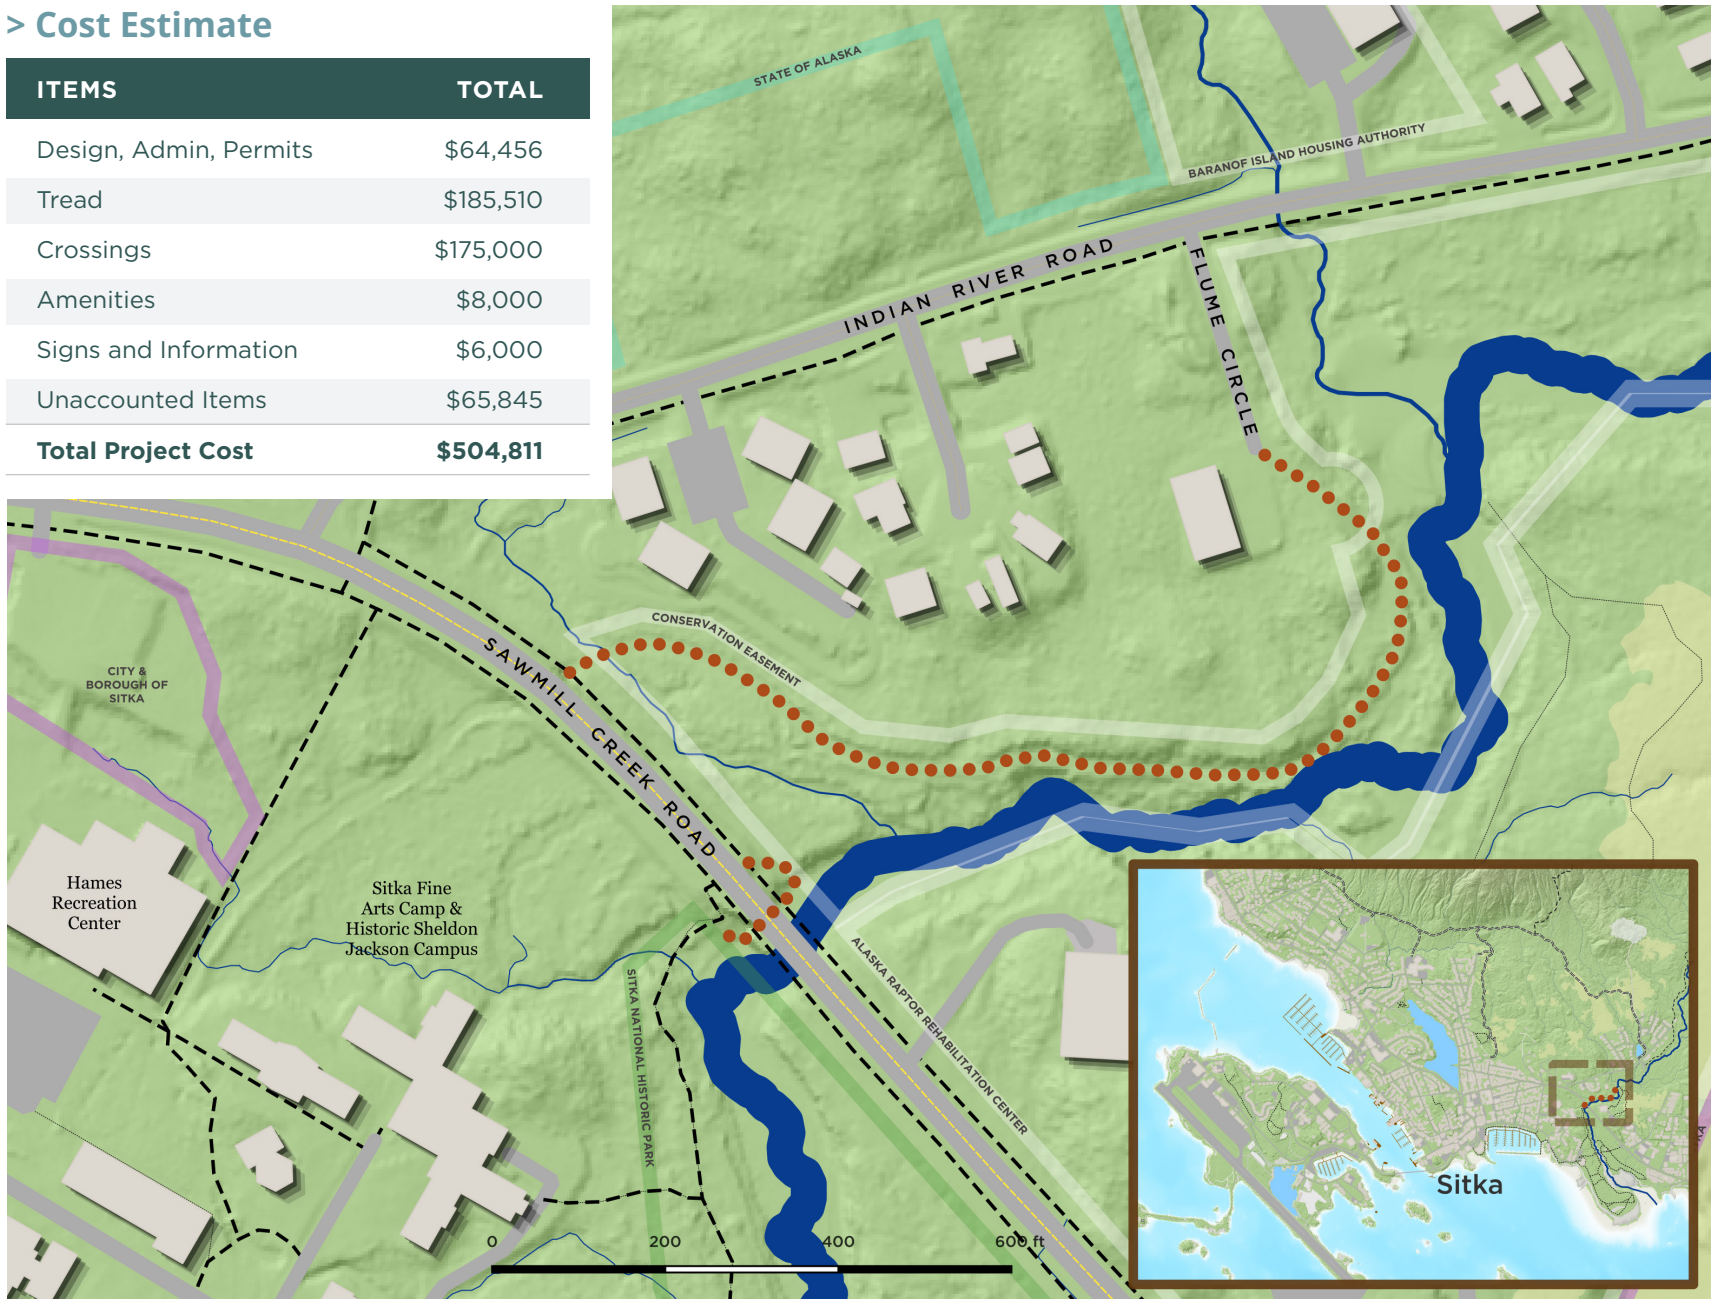 > Cost Estimate
ITEMS TOTAL
Design, Admin, Permits $64,456
Tread $185,510
Crossings $175,000
Amenities $8,000
Signs and Information $6,000
Unaccounted Items $65,845
Total Project Cost $504,811
STATE OF ALASKA
BARANOF ISLAND HOUSING AUTHORITY
INDIAN RIVER ROAD
FLUME CIRCLE
CONSERVATION EASEMENT
SAWMILL CREEK ROAD
CITY &
BOROUGH OF
SITKA
Hames
Recreation
Center
Sitka Fine
Arts Camp &
Historic Sheldon
Jackson Campus
SITKA NATIONAL HISTORIC PARK
ALASKA RAPTOR REHABILITATION CENTER
0 200 400 600 ft
Sitka
KA